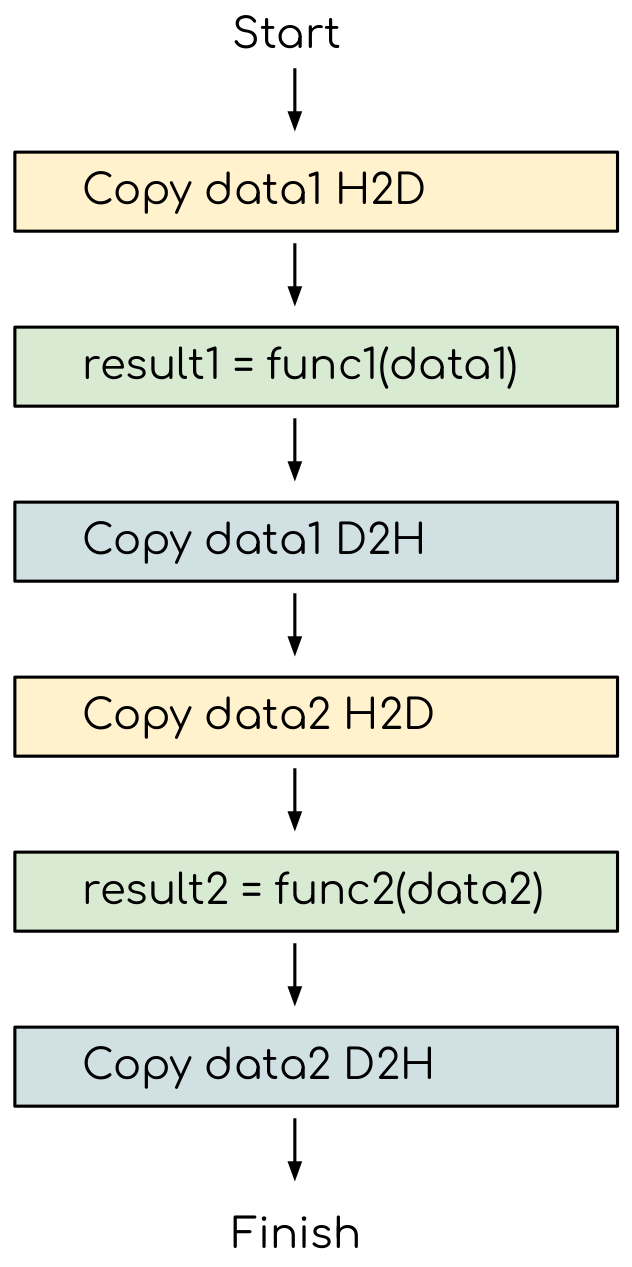 Start
Copy data1 H2D
result1 = func1(data1)
Copy data1 D2H
Copy data2 H2D
result2 = func2(data2)
Copy data2 D2H
Finish